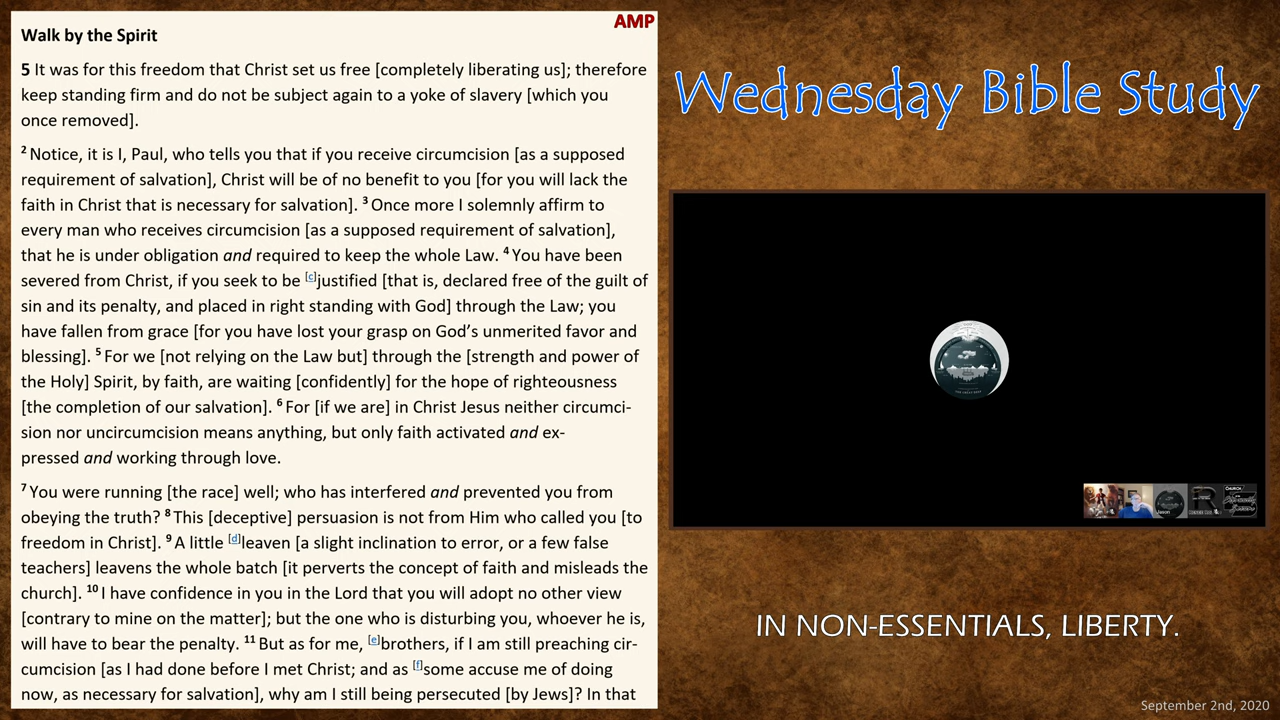 AMP
Walk by the Spirit
5 It was for this freedom that Christ set us free [completely liberating us]; therefore
keep standing firm and do not be subject again to a yoke of slavery [which you
once removed].
2 Notice, it is I, Paul, who tells you that if you receive circumcision [as a supposed
requirement of salvation], Christ will be of no benefit to you [for you will lack the
faith in Christ that is necessary for salvation]. 3 Once more I solemnly affirm to
every man who receives circumcision [as a supposed requirement of salvation],
that he is under obligation and required to keep the whole Law. 4 You have been
severed from Christ, if you seek to be [c]justified [that is, declared free of the guilt of
sin and its penalty, and placed in right standing with God] through the Law; you
have fallen from grace [for you have lost your grasp on God’s unmerited favor and
blessing]. 5 For we [not relying on the Law but] through the [strength and power of
the Holy] Spirit, by faith, are waiting [confidently] for the hope of righteousness
[the completion of our salvation]. 6 For [if we are] in Christ Jesus neither circumci-
sion nor uncircumcision means anything, but only faith activated and ex-
pressed and working through love.
7 You were running [the race] well; who has interfered and prevented you from
obeying the truth? 8 This [deceptive] persuasion is not from Him who called you [to
freedom in Christ]. 9 A little [d]leaven [a slight inclination to error, or a few false
teachers] leavens the whole batch [it perverts the concept of faith and misleads the
church]. 10 I have confidence in you in the Lord that you will adopt no other view
[contrary to mine on the matter]; but the one who is disturbing you, whoever he is,
will have to bear the penalty. 11 But as for me, [e]brothers, if I am still preaching cir-
cumcision [as I had done before I met Christ; and as [f]some accuse me of doing
now, as necessary for salvation], why am I still being persecuted [by Jews]? In that
Wednesday Bible Study
Jason
CHURCH
IN NON-ESSENTIALS, LIBERTY.
September 2nd, 2020